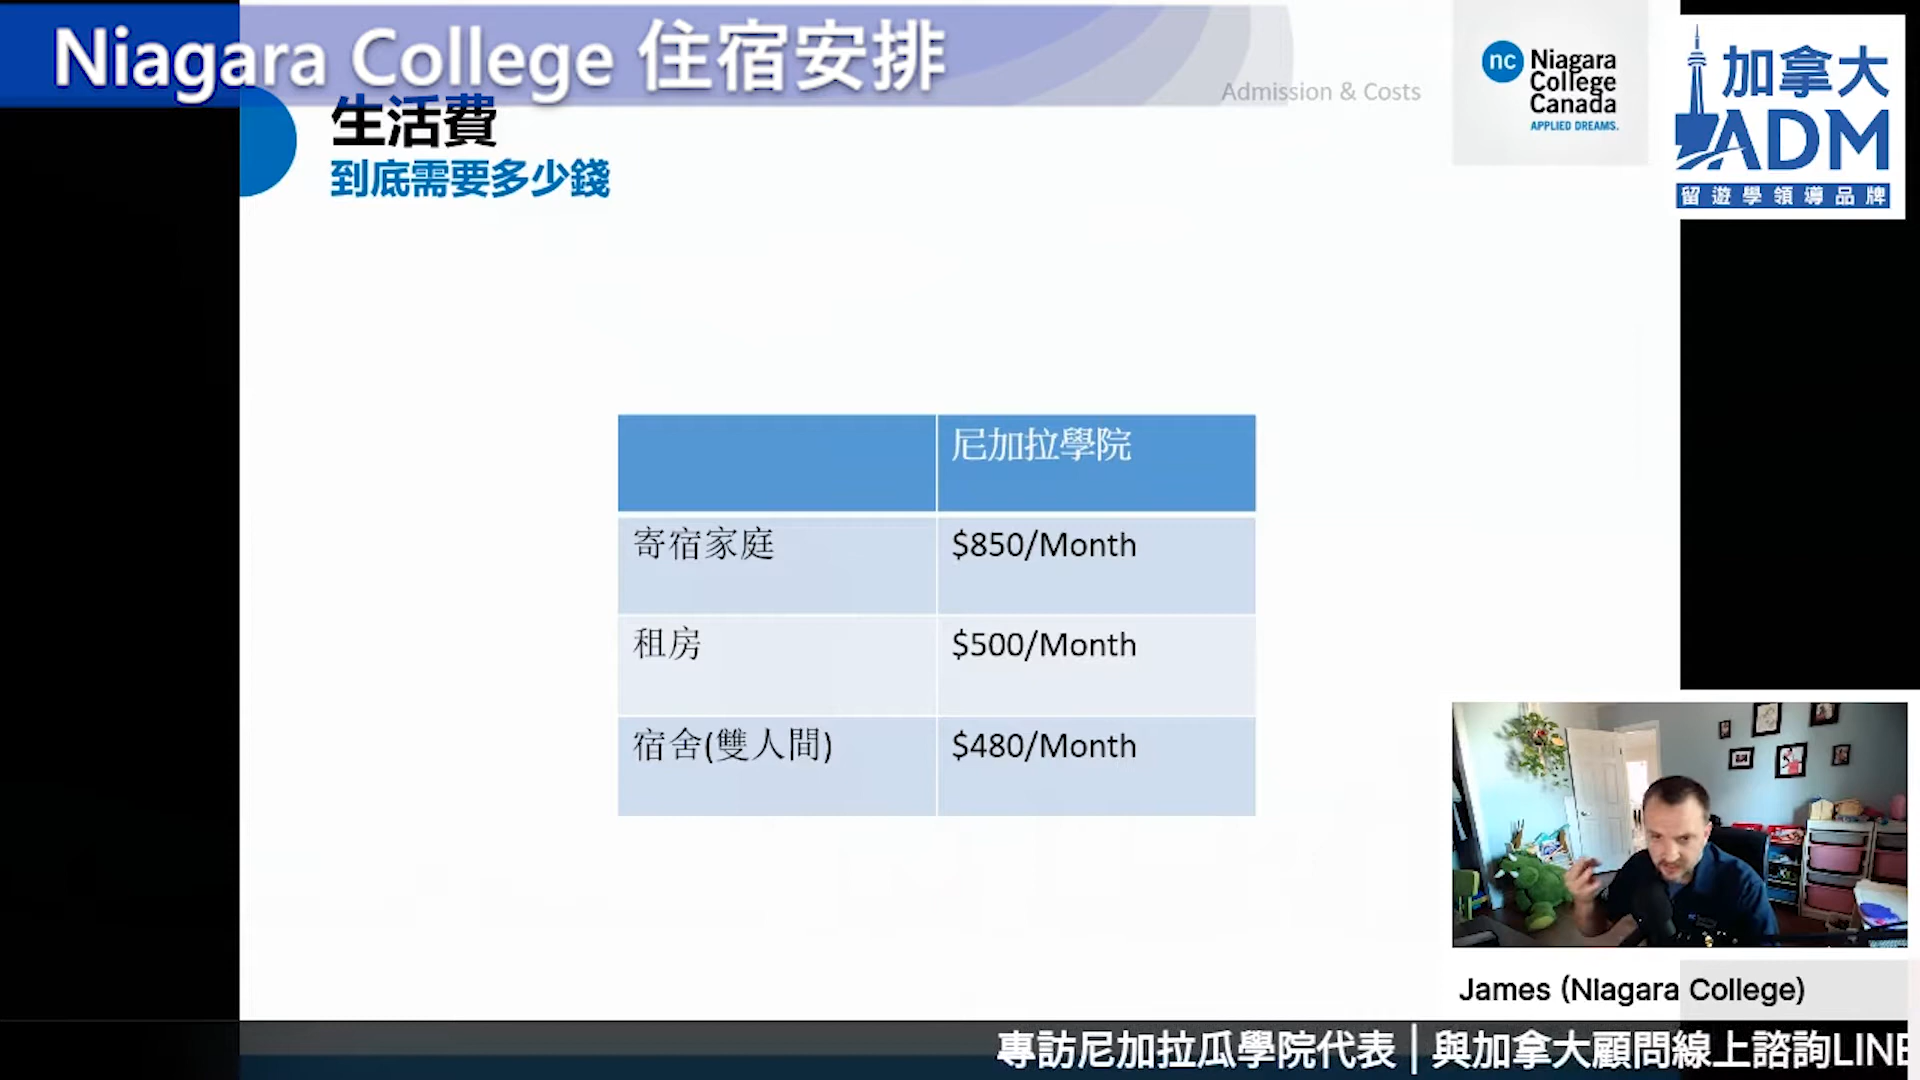 Niagara College 住宿安排
生活費
到底需要多少錢
Admission & Costs
nc
Niagara
College
Canada
APPLIED DREAMS.
加拿大
ADM
留遊學領導品牌
尼加拉學院
寄宿家庭 $850/Month
租房 $500/Month
宿舍(雙人間) $480/Month
James (NIagara College)
專訪尼加拉瓜學院代表｜與加拿大顧問線上諮詢LINE